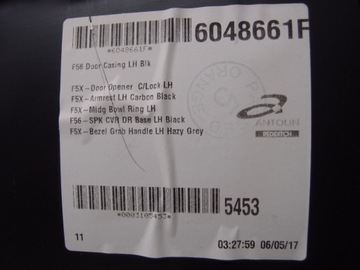 6048661F
*6048661F*
F56 Door Casing LH Blk
F5X-Door Opener C/Lock LH
F5X-Armrest LH Carbon Black
F5X-Midg Bowl Ring LH
F56-SPK CVR DR Base LH Black
F5X-Bezel Grab Handle LH Hazy Grey
ANTOLIN
REDDITCH
5453
*0003105453*
11
03:27:59 06/05/17